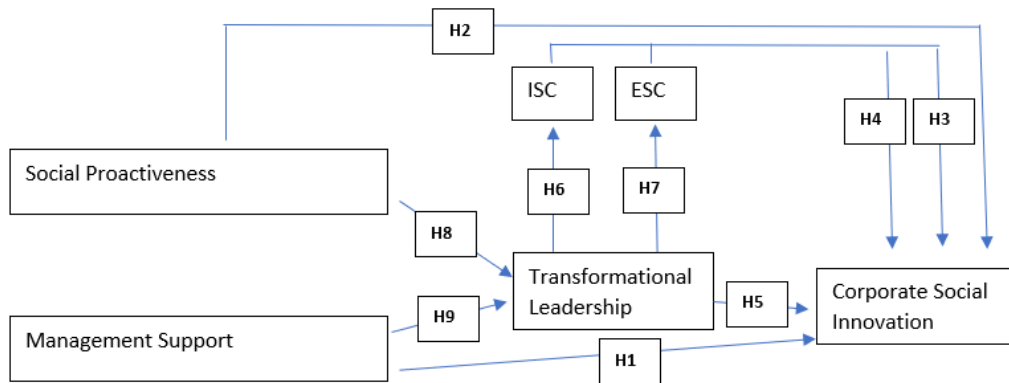 H2
ISC
ESC
H4
H3
Social Proactiveness
H6
H7
H8
Transformational
Leadership
Corporate Social
Innovation
H5
H9
Management Support
H1